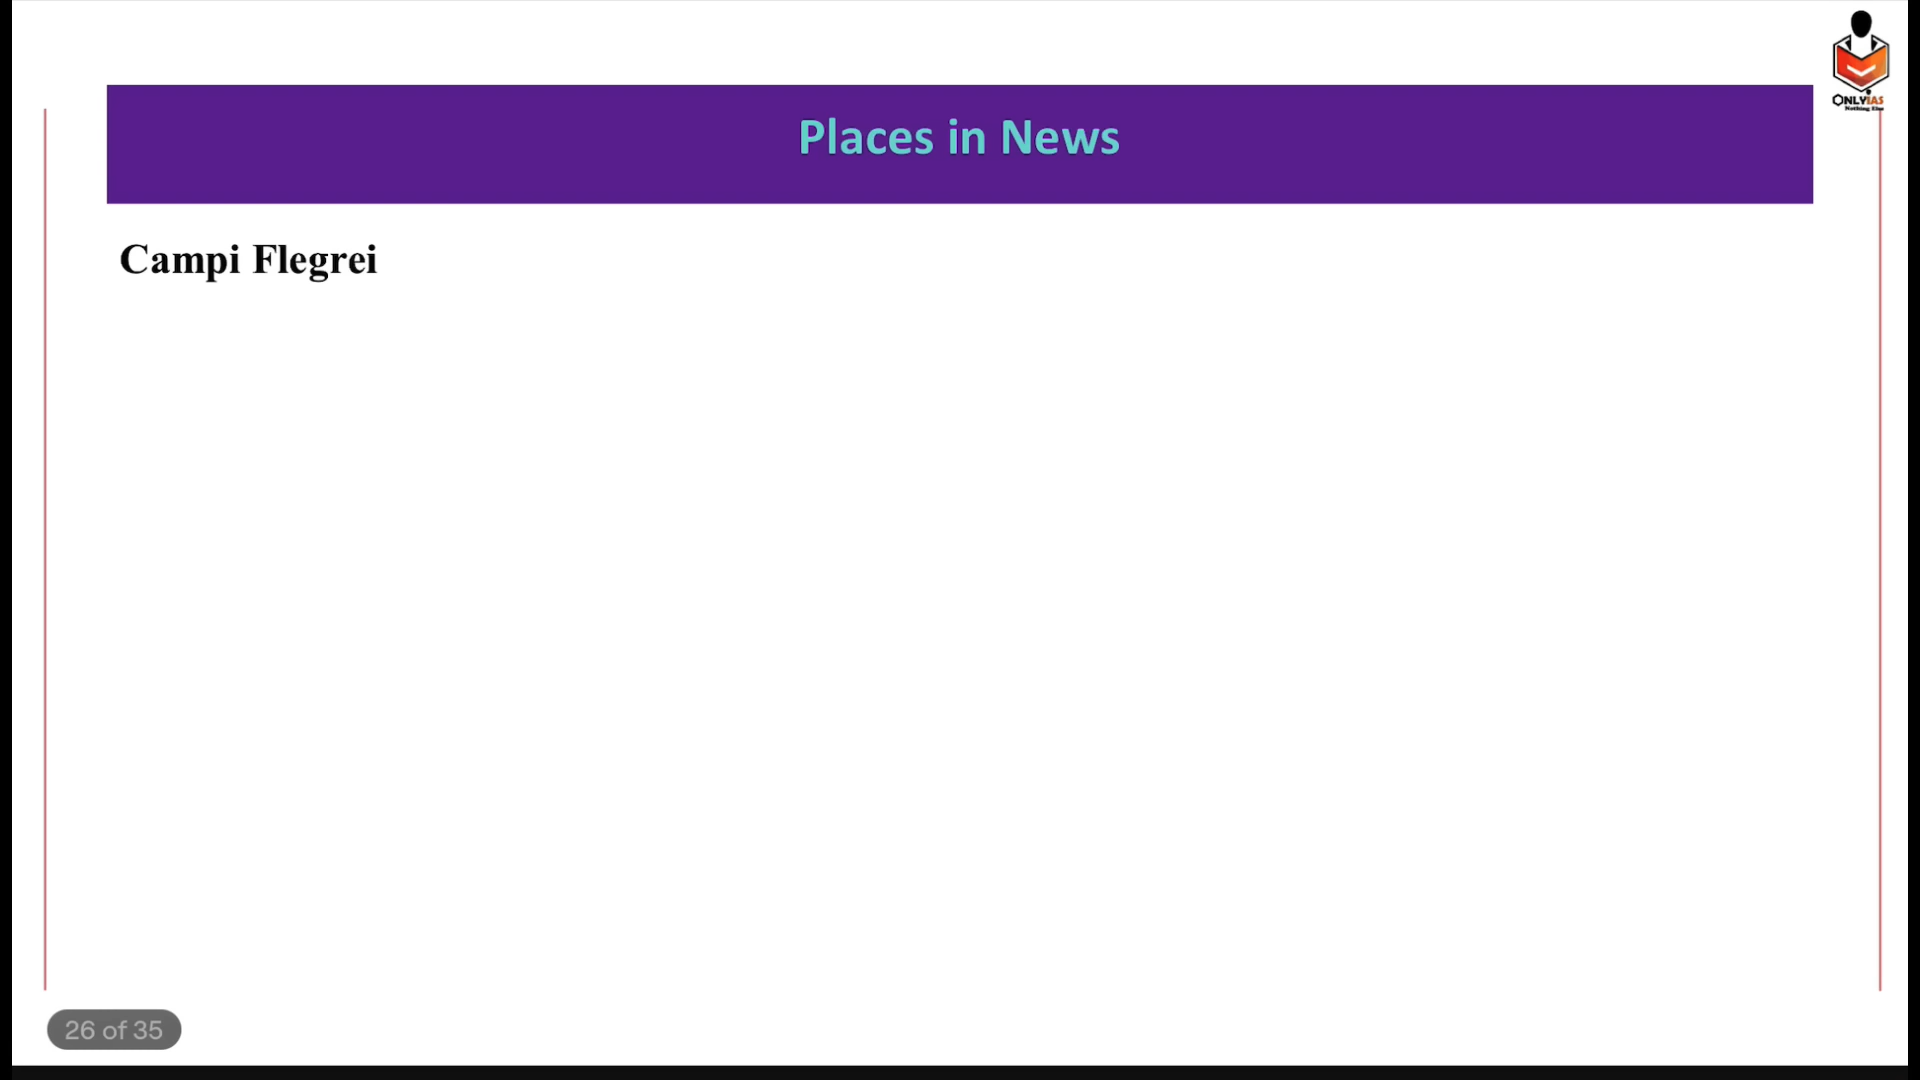 ONLYIAS
Nothing Else
Places in News
Campi Flegrei
26 of 35